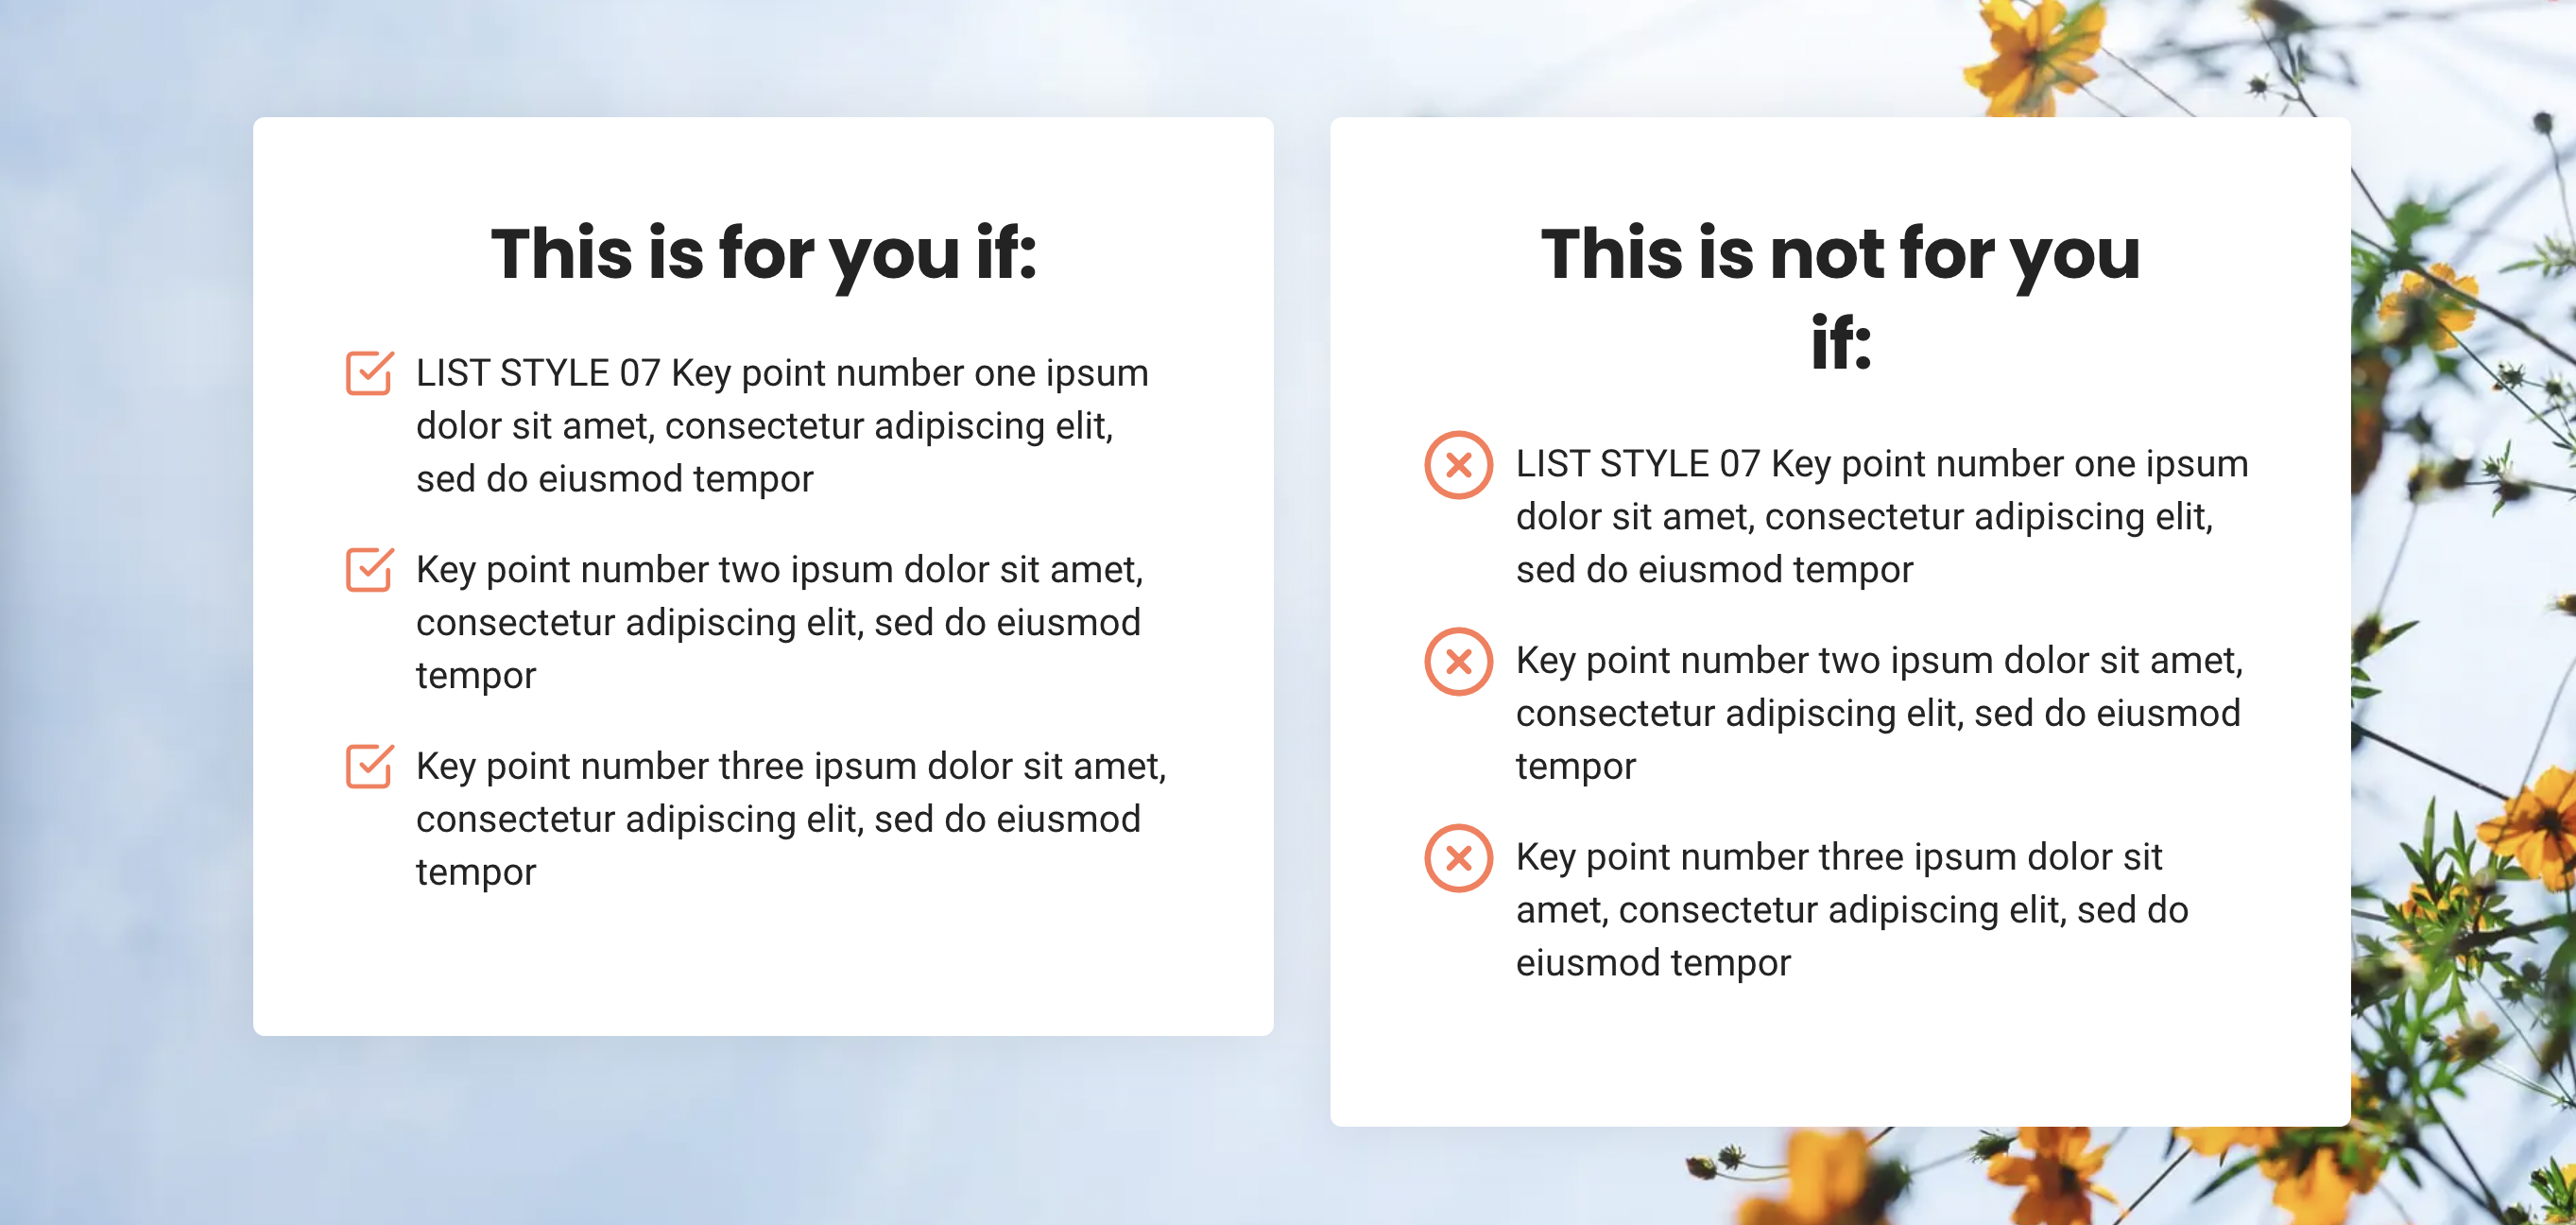 This is for you if:
LIST STYLE 07 Key point number one ipsum
dolor sit amet, consectetur adipiscing elit,
sed do eiusmod tempor
Key point number two ipsum dolor sit amet,
consectetur adipiscing elit, sed do eiusmod
tempor
Key point number three ipsum dolor sit amet,
consectetur adipiscing elit, sed do eiusmod
tempor
This is not for you
if:
LIST STYLE 07 Key point number one ipsum
dolor sit amet, consectetur adipiscing elit,
sed do eiusmod tempor
Key point number two ipsum dolor sit amet,
consectetur adipiscing elit, sed do eiusmod
tempor
Key point number three ipsum dolor sit
amet, consectetur adipiscing elit, sed do
eiusmod tempor